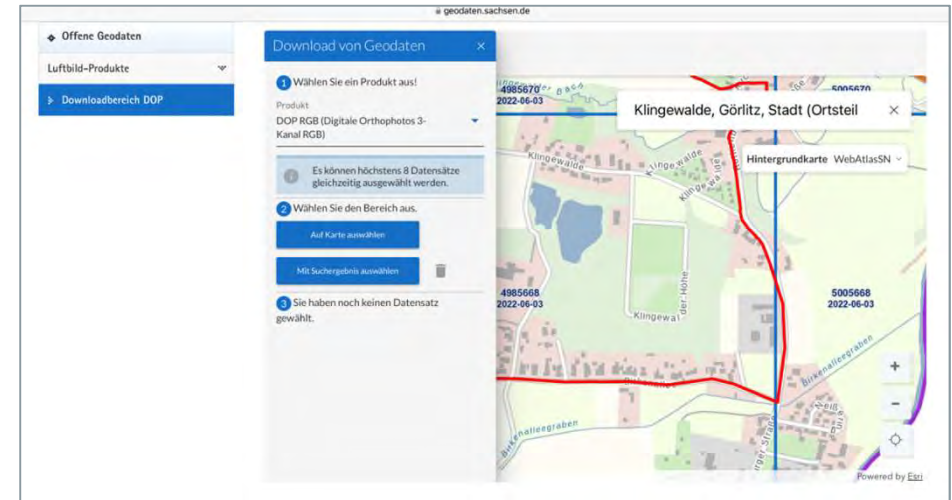 geodaten.sachsen.de
Offene Geodaten
Luftbild-Produkte
Downloadbereich DOP
Download von Geodaten
1 Wählen Sie ein Produkt aus!
Produkt
DOP RGB (Digitale Orthophotos 3-
Kanal RGB)
Es können höchstens 8 Datensätze
gleichzeitig ausgewählt werden.
2 Wählen Sie den Bereich aus.
Auf Karte auswählen
Mit Suchergebnis auswählen
3 Sie haben noch keinen Datensatz
gewählt.
4985670
2022-06-03
5005670
Klingewalde, Görlitz, Stadt (Ortsteil
Hintergrundkarte WebAtlasSN
Klingewalde
Klingewalde
4985668
2022-06-03
5005668
2022-06-03
der Höhe
Birkenallee
Birkenalleegraben
Powered by Esri